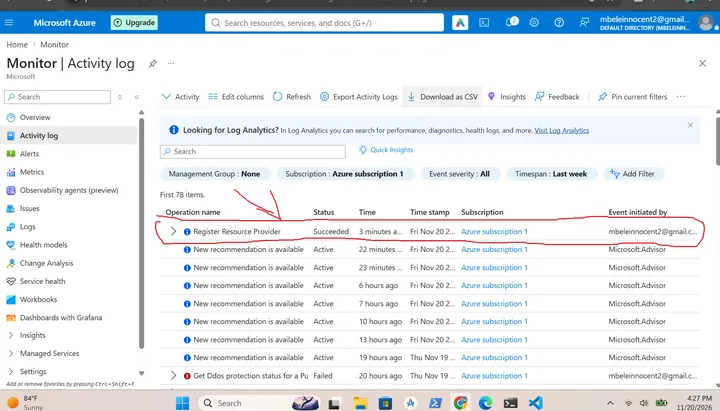 Microsoft Azure
Upgrade
Search resources, services, and docs (G+/)
1
mbeleinnocent2@gmail....
DEFAULT DIRECTORY (MBELEINNOCENT2...
Home > Monitor
Monitor | Activity log
Microsoft
Search
Overview
Activity log
Alerts
Metrics
Observability agents (preview)
Issues
Logs
Health models
Change Analysis
Service health
Workbooks
Dashboards with Grafana
Insights
Managed Services
Settings
Add or remove favorites by pressing Ctrl+Shift+F
Activity
Edit columns
Refresh
Export Activity Logs
Download as CSV
Insights
Feedback
Pin current filters
Looking for Log Analytics? In Log Analytics you can search for performance, diagnostics, health logs, and more. Visit Log Analytics
Search
Quick Insights
Management Group : None
Subscription : Azure subscription 1
Event severity : All
Timespan : Last week
Add Filter
First 78 items.
Operation name Status Time Time stamp Subscription Event initiated by
Register Resource Provider Succeeded 3 minutes a... Fri Nov 20 2... Azure subscription 1 mbeleinnocent2@gmail.c...
New recommendation is available Active 22 minutes ... Fri Nov 20 2... Azure subscription 1 Microsoft.Advisor
New recommendation is available Active 23 minutes ... Fri Nov 20 2... Azure subscription 1 Microsoft.Advisor
New recommendation is available Active 6 hours ago Fri Nov 20 2... Azure subscription 1 Microsoft.Advisor
New recommendation is available Active 7 hours ago Fri Nov 20 2... Azure subscription 1 Microsoft.Advisor
New recommendation is available Active 10 hours ago Fri Nov 20 2... Azure subscription 1 Microsoft.Advisor
New recommendation is available Active 13 hours ago Fri Nov 20 2... Azure subscription 1 Microsoft.Advisor
New recommendation is available Active 19 hours ago Thu Nov 19 ... Azure subscription 1 Microsoft.Advisor
Get Ddos protection status for a Pu Failed 20 hours ago Thu Nov 19 ... Azure subscription 1 mbeleinnocent2@gmail.c...
84°F
Sunny
Search
4:27 PM
11/20/2026